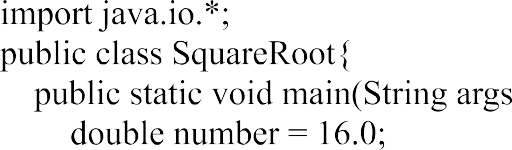 import java.io.*;
public class SquareRoot{
public static void main(String args
double number = 16.0;